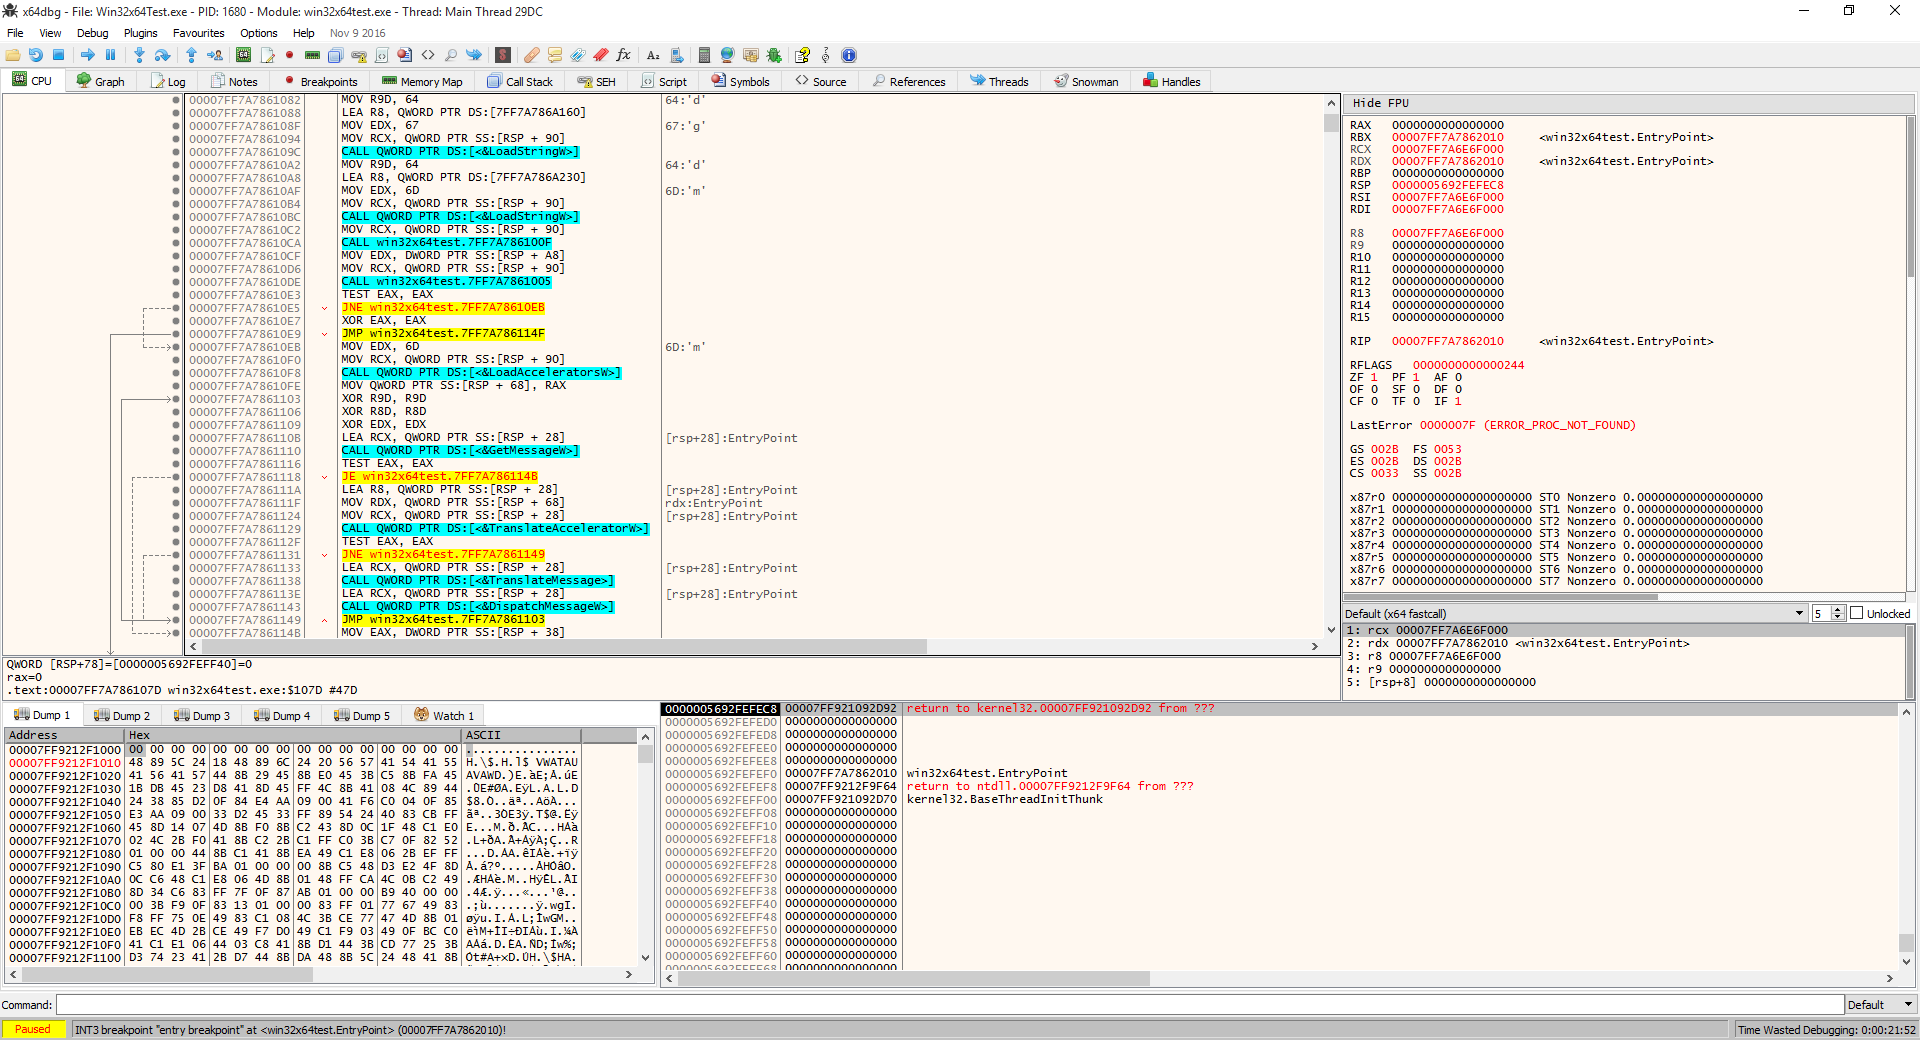 x64dbg - File: Win32x64Test.exe - PID: 1680 - Module: win32x64test.exe - Thread: Main Thread 29DC
File View Debug Plugins Favourites Options Help Nov 9 2016
CPU Graph Log Notes Breakpoints Memory Map Call Stack SEH Script Symbols Source References Threads Snowman Handles
00007FF7A7861082 MOV R9D, 64 64:'d'
00007FF7A7861088 LEA R8, QWORD PTR DS:[7FF7A786A160]
00007FF7A786108F MOV EDX, 67 67:'g'
00007FF7A7861094 MOV RCX, QWORD PTR SS:[RSP + 90]
00007FF7A786109C CALL QWORD PTR DS:[<&LoadStringW>]
00007FF7A78610A2 MOV R9D, 64 64:'d'
00007FF7A78610A8 LEA R8, QWORD PTR DS:[7FF7A786A230]
00007FF7A78610AF MOV EDX, 6D 6D:'m'
00007FF7A78610B4 MOV RCX, QWORD PTR SS:[RSP + 90]
00007FF7A78610BC CALL QWORD PTR DS:[<&LoadStringW>]
00007FF7A78610C2 MOV RCX, QWORD PTR SS:[RSP + 90]
00007FF7A78610CA CALL win32x64test.7FF7A786100F
00007FF7A78610CF MOV EDX, DWORD PTR SS:[RSP + A8]
00007FF7A78610D6 MOV RCX, QWORD PTR SS:[RSP + 90]
00007FF7A78610DE CALL win32x64test.7FF7A7861005
00007FF7A78610E3 TEST EAX, EAX
00007FF7A78610E5 JNE win32x64test.7FF7A78610EB
00007FF7A78610E7 XOR EAX, EAX
00007FF7A78610E9 JMP win32x64test.7FF7A786114F
00007FF7A78610EB MOV EDX, 6D 6D:'m'
00007FF7A78610F0 MOV RCX, QWORD PTR SS:[RSP + 90]
00007FF7A78610F8 CALL QWORD PTR DS:[<&LoadAcceleratorsW>]
00007FF7A78610FE MOV QWORD PTR SS:[RSP + 68], RAX
00007FF7A7861103 XOR R9D, R9D
00007FF7A7861106 XOR R8D, R8D
00007FF7A7861109 XOR EDX, EDX
00007FF7A786110B LEA RCX, QWORD PTR SS:[RSP + 28] [rsp+28]:EntryPoint
00007FF7A7861110 CALL QWORD PTR DS:[<&GetMessageW>]
00007FF7A7861116 TEST EAX, EAX
00007FF7A7861118 JE win32x64test.7FF7A786114B
00007FF7A786111A LEA R8, QWORD PTR SS:[RSP + 28] [rsp+28]:EntryPoint
00007FF7A786111F MOV RDX, QWORD PTR SS:[RSP + 68] rdx:EntryPoint
00007FF7A7861124 MOV RCX, QWORD PTR SS:[RSP + 28] [rsp+28]:EntryPoint
00007FF7A7861129 CALL QWORD PTR DS:[<&TranslateAcceleratorW>]
00007FF7A786112F TEST EAX, EAX
00007FF7A7861131 JNE win32x64test.7FF7A7861149
00007FF7A7861133 LEA RCX, QWORD PTR SS:[RSP + 28] [rsp+28]:EntryPoint
00007FF7A7861138 CALL QWORD PTR DS:[<&TranslateMessage>]
00007FF7A786113E LEA RCX, QWORD PTR SS:[RSP + 28] [rsp+28]:EntryPoint
00007FF7A7861143 CALL QWORD PTR DS:[<&DispatchMessageW>]
00007FF7A7861149 JMP win32x64test.7FF7A7861103
00007FF7A786114B MOV EAX, DWORD PTR SS:[RSP + 38]
QWORD [RSP+78]=[0000005692FEFF40]=0
rax=0
.text:00007FF7A786107D win32x64test.exe:$107D #47D
Hide FPU
RAX 0000000000000000
RBX 00007FF7A7862010 <win32x64test.EntryPoint>
RCX 00007FF7A6E6F000
RDX 00007FF7A7862010 <win32x64test.EntryPoint>
RBP 0000000000000000
RSP 0000005692FEFEC8
RSI 00007FF7A6E6F000
RDI 00007FF7A6E6F000
R8 00007FF7A6E6F000
R9 0000000000000000
R10 0000000000000000
R11 0000000000000000
R12 0000000000000000
R13 0000000000000000
R14 0000000000000000
R15 0000000000000000
RIP 00007FF7A7862010 <win32x64test.EntryPoint>
RFLAGS 0000000000000244
ZF 1 PF 1 AF 0
OF 0 SF 0 DF 0
CF 0 TF 0 IF 1
LastError 0000007F (ERROR_PROC_NOT_FOUND)
GS 002B FS 0053
ES 002B DS 002B
CS 0033 SS 002B
x87r0 00000000000000000000 ST0 Nonzero 0.000000000000000000
x87r1 00000000000000000000 ST1 Nonzero 0.000000000000000000
x87r2 00000000000000000000 ST2 Nonzero 0.000000000000000000
x87r3 00000000000000000000 ST3 Nonzero 0.000000000000000000
x87r4 00000000000000000000 ST4 Nonzero 0.000000000000000000
x87r5 00000000000000000000 ST5 Nonzero 0.000000000000000000
x87r6 00000000000000000000 ST6 Nonzero 0.000000000000000000
x87r7 00000000000000000000 ST7 Nonzero 0.000000000000000000
Default (x64 fastcall) 5 Unlocked
1: rcx 00007FF7A6E6F000
2: rdx 00007FF7A7862010 <win32x64test.EntryPoint>
3: r8 00007FF7A6E6F000
4: r9 0000000000000000
5: [rsp+8] 0000000000000000
Dump 1 Dump 2 Dump 3 Dump 4 Dump 5 Watch 1
Address Hex ASCII
00007FF9212F1000 00 00 00 00 00 00 00 00 00 00 00 00 00 00 00 00 ................
00007FF9212F1010 48 89 5C 24 18 48 89 6C 24 20 56 57 41 54 41 55 H.\$.H.l$ VWATAU
00007FF9212F1020 41 56 41 57 44 8B 29 45 8B E0 45 3B C5 8B FA 45
00007FF9212F1030 1B DB 45 23 D8 41 8D 45 FF 4C 8B 41 08 4C 89 44
00007FF9212F1040 24 38 85 D2 0F 84 E4 AA 09 00 41 F6 C0 04 0F 85
00007FF9212F1050 E3 AA 09 00 33 D2 45 33 FF 89 54 24 40 83 CB FF
00007FF9212F1060 45 8D 14 07 4D 8B F0 8B C2 43 8D 0C 1F 48 C1 E0
00007FF9212F1070 02 4C 2B F0 41 8B C2 2B C1 FF C0 3B C7 0F 82 52
00007FF9212F1080 01 00 00 44 8B C1 41 8B EA 49 C1 E8 06 2B EF FF
00007FF9212F1090 C5 80 E1 3F BA 01 00 00 00 8B C5 48 D3 E2 4F 8D
00007FF9212F10A0 0C C6 48 C1 E8 06 4D 8B 01 48 FF CA 4C 0B C2 49
00007FF9212F10B0 8D 34 C6 83 FF 7F 0F 87 AB 01 00 00 B9 40 00 00
00007FF9212F10C0 00 3B F9 0F 83 13 01 00 00 83 FF 01 77 67 49 83
00007FF9212F10D0 F8 FF 75 0E 49 83 C1 08 4C 3B CE 77 47 4D 8B 01
00007FF9212F10E0 EB EC 4D 2B CE 49 F7 D0 49 C1 F9 03 49 0F BC C0
00007FF9212F10F0 41 C1 E1 06 44 03 C8 41 8B D1 44 3B CD 77 25 3B
00007FF9212F1100 D3 74 23 41 2B D7 44 8B DA 48 8B 5C 24 48 41 8B
0000005692FEFEC8 00007FF921092D92 return to kernel32.00007FF921092D92 from ???
0000005692FEFED0 0000000000000000
0000005692FEFED8 0000000000000000
0000005692FEFEE0 0000000000000000
0000005692FEFEE8 0000000000000000
0000005692FEFEF0 00007FF7A7862010 win32x64test.EntryPoint
0000005692FEFEF8 00007FF9212F9F64 return to ntdll.00007FF9212F9F64 from ???
0000005692FEFF00 00007FF921092D70 kernel32.BaseThreadInitThunk
0000005692FEFF08 0000000000000000
0000005692FEFF10 0000000000000000
0000005692FEFF18 0000000000000000
0000005692FEFF20 0000000000000000
0000005692FEFF28 0000000000000000
0000005692FEFF30 0000000000000000
0000005692FEFF38 0000000000000000
0000005692FEFF40 0000000000000000
0000005692FEFF48 0000000000000000
0000005692FEFF50 0000000000000000
0000005692FEFF58 0000000000000000
0000005692FEFF60 0000000000000000
0000005692FEFF68 0000000000000000
Command: Default
Paused INT3 breakpoint "entry breakpoint" at <win32x64test.EntryPoint> (00007FF7A7862010)! Time Wasted Debugging: 0:00:21:52